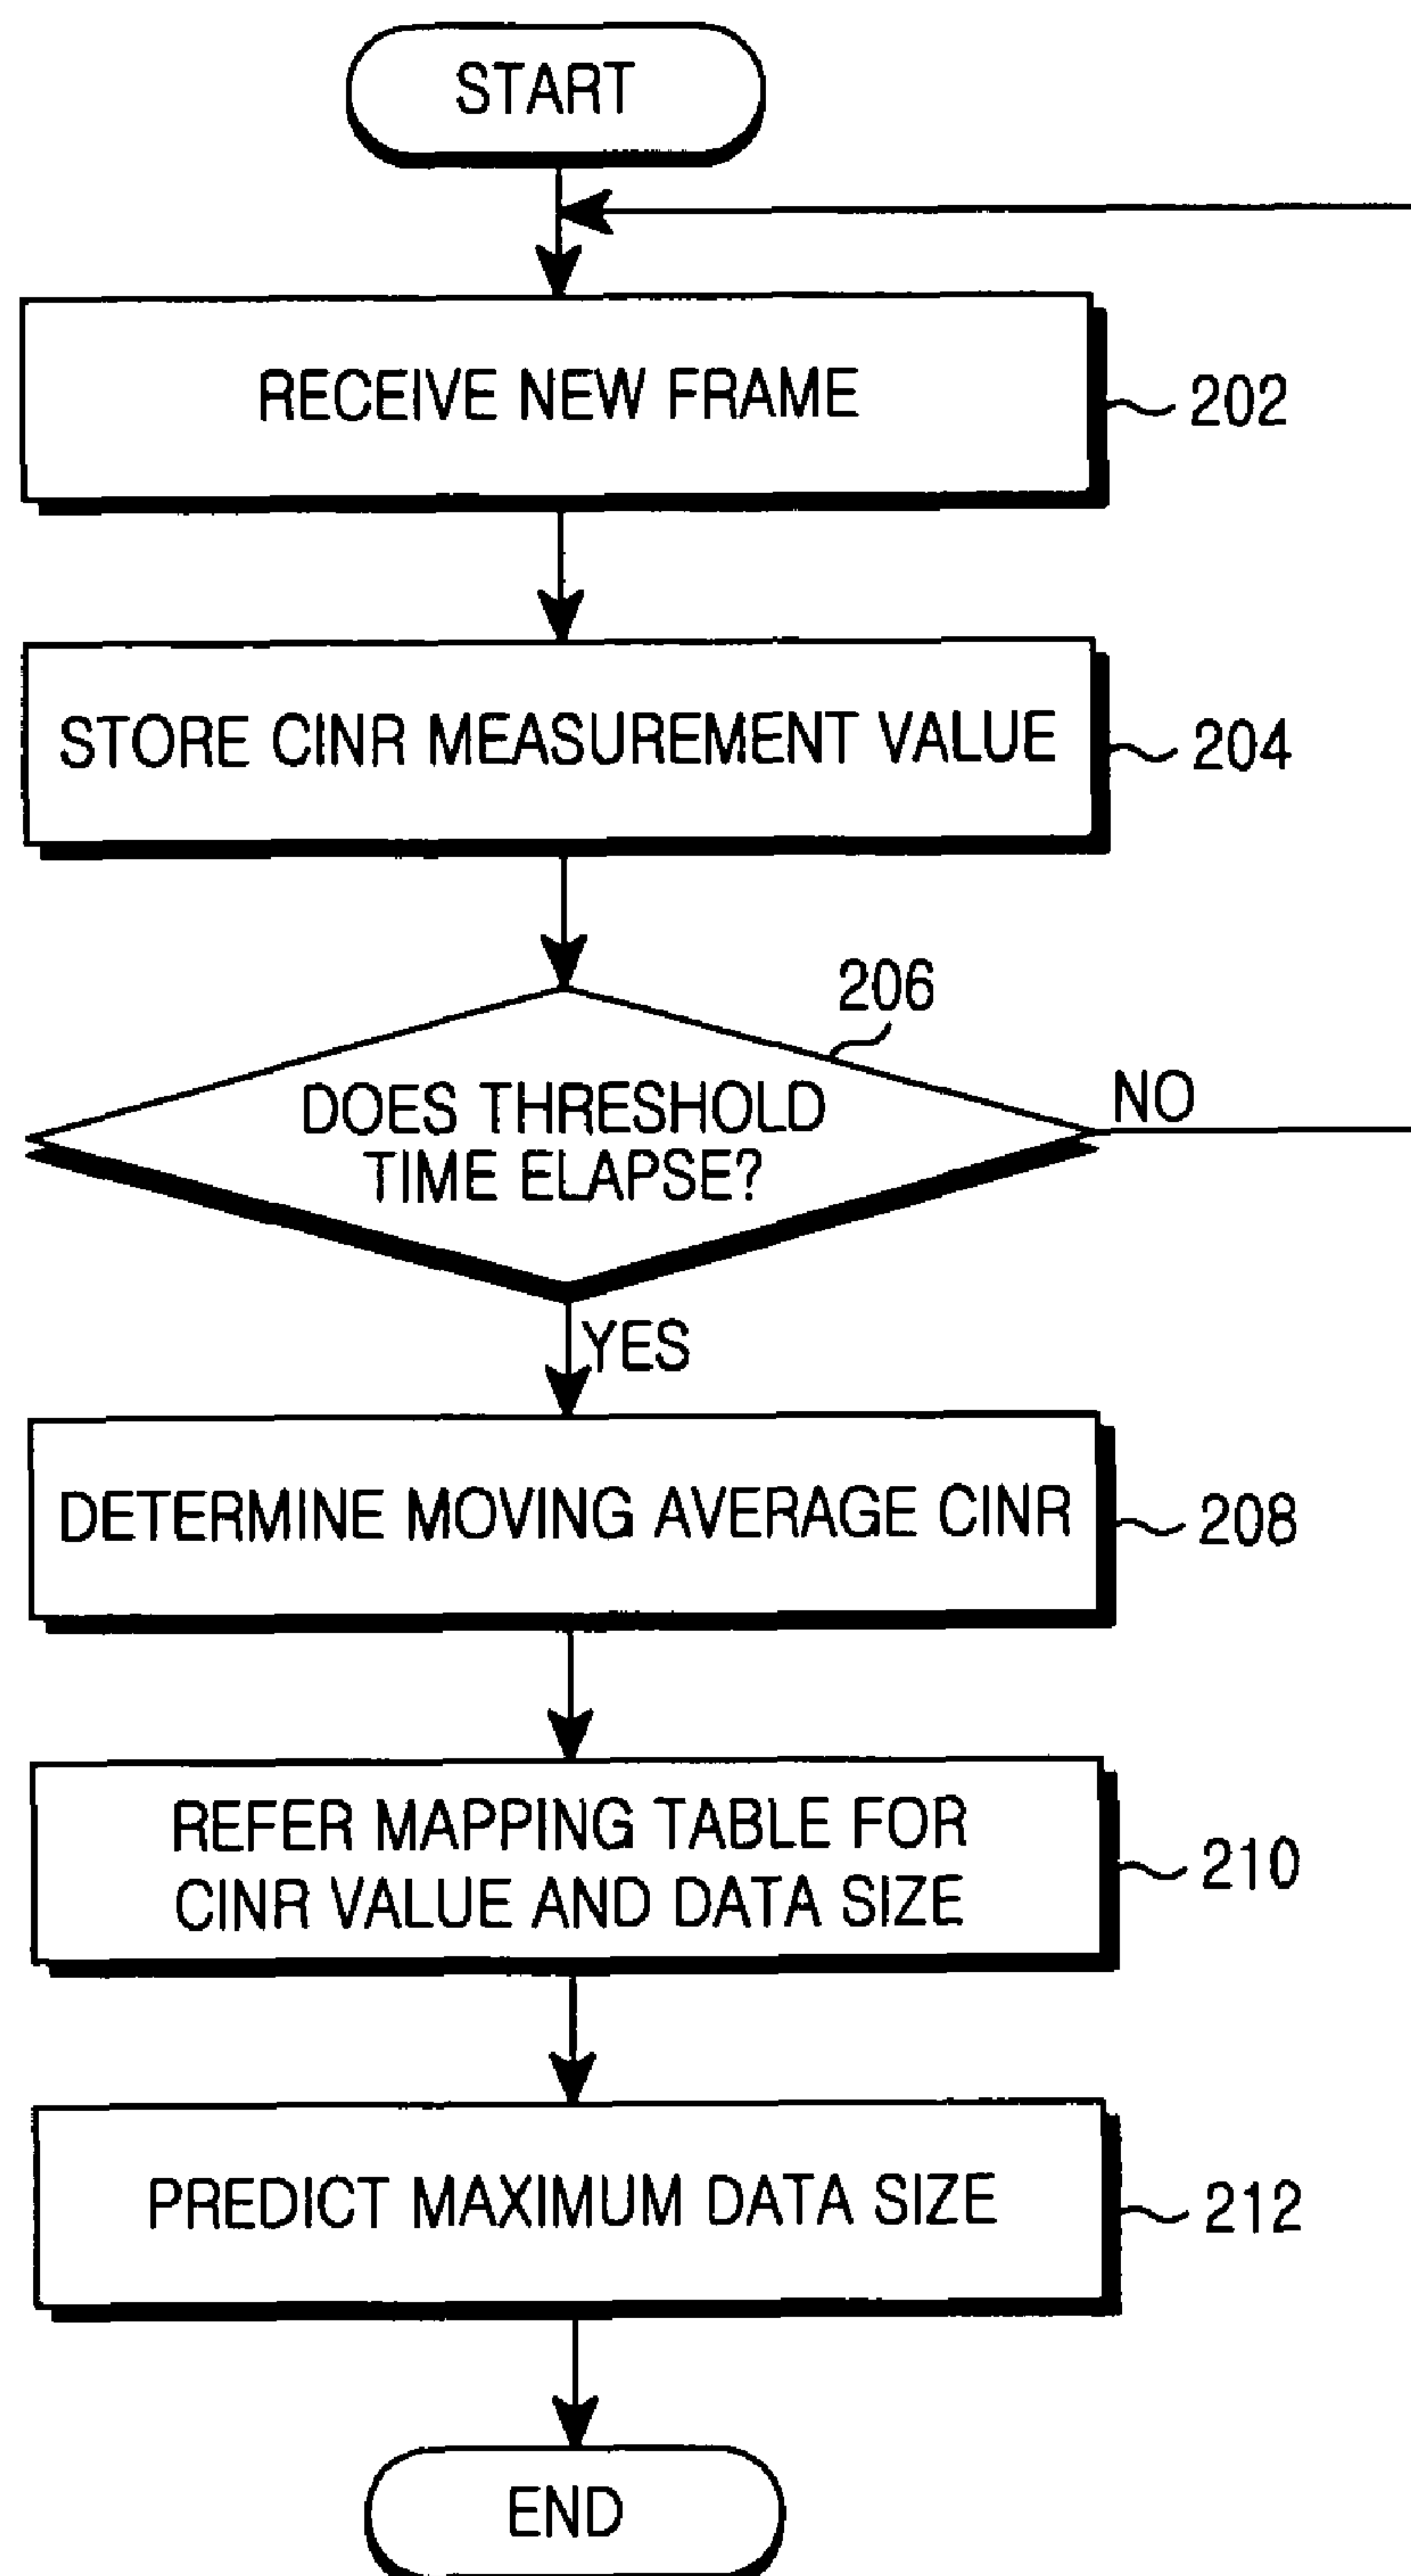 START
RECEIVE NEW FRAME
202
STORE CINR MEASUREMENT VALUE
204
206
DOES THRESHOLD
TIME ELAPSE?
NO
YES
DETERMINE MOVING AVERAGE CINR
208
REFER MAPPING TABLE FOR
CINR VALUE AND DATA SIZE
210
PREDICT MAXIMUM DATA SIZE
212
END